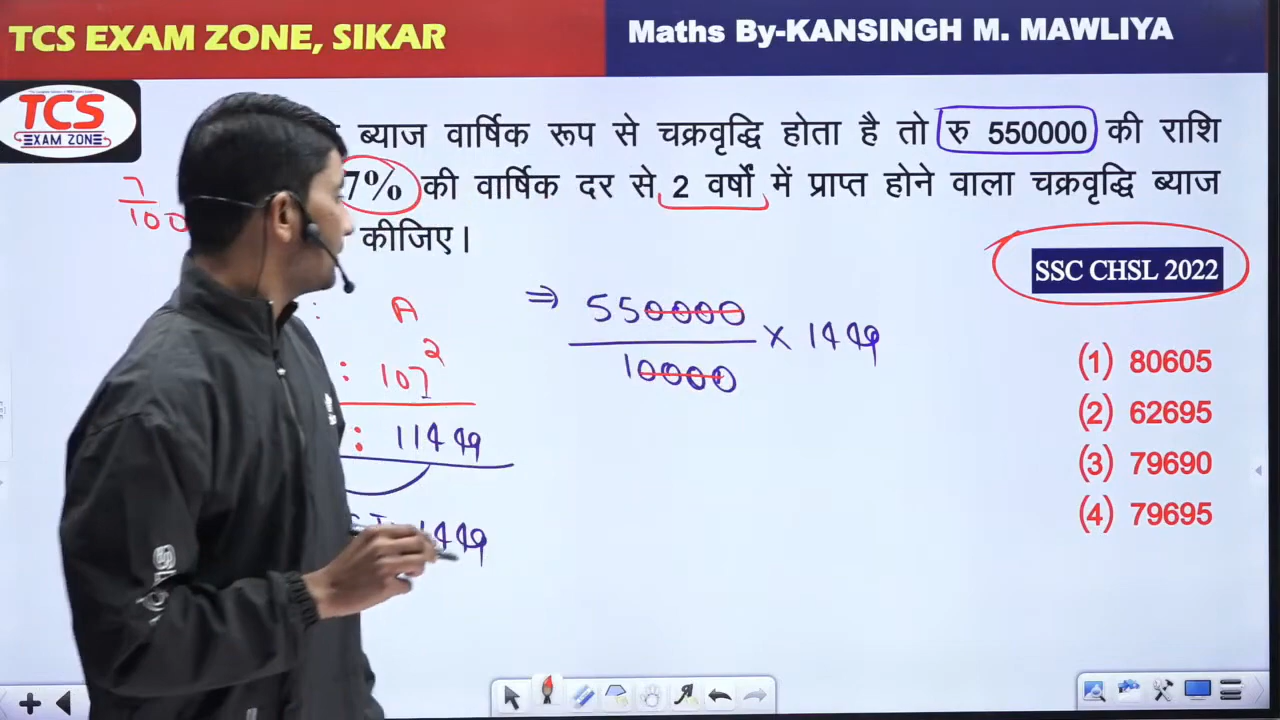 TCS EXAM ZONE, SIKAR
Maths By-KANSINGH M. MAWLIYA
TCS
EXAM ZONE
ब्याज वार्षिक रूप से चक्रवृद्धि होता है तो रु 550000 की राशि
7% की वार्षिक दर से 2 वर्षों में प्राप्त होने वाला चक्रवृद्धि ब्याज
कीजिए।
7
100
SSC CHSL 2022
: A
: 107²
: 11449
1449
⇒ 550000 / 10000 × 1449
(1) 80605
(2) 62695
(3) 79690
(4) 79695